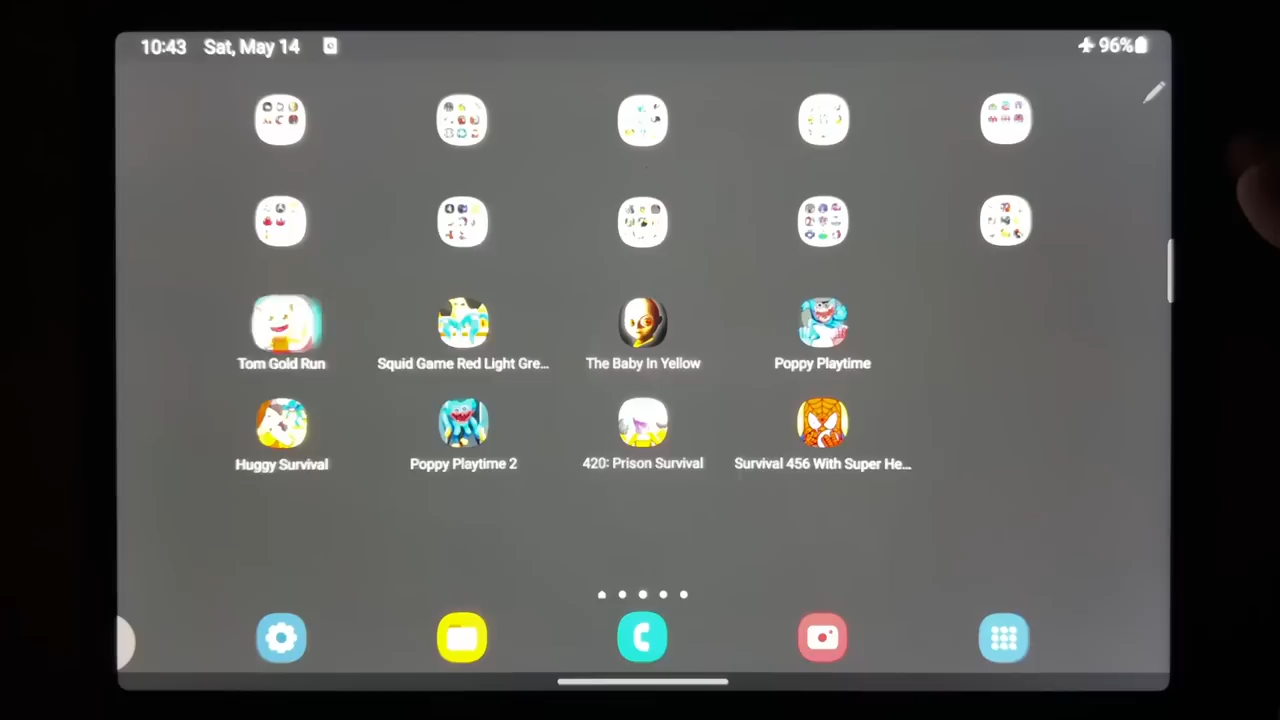 10:43 Sat, May 14
96%
Tom Gold Run
Squid Game Red Light Gre...
The Baby In Yellow
Poppy Playtime
Huggy Survival
Poppy Playtime 2
420: Prison Survival
Survival 456 With Super He...